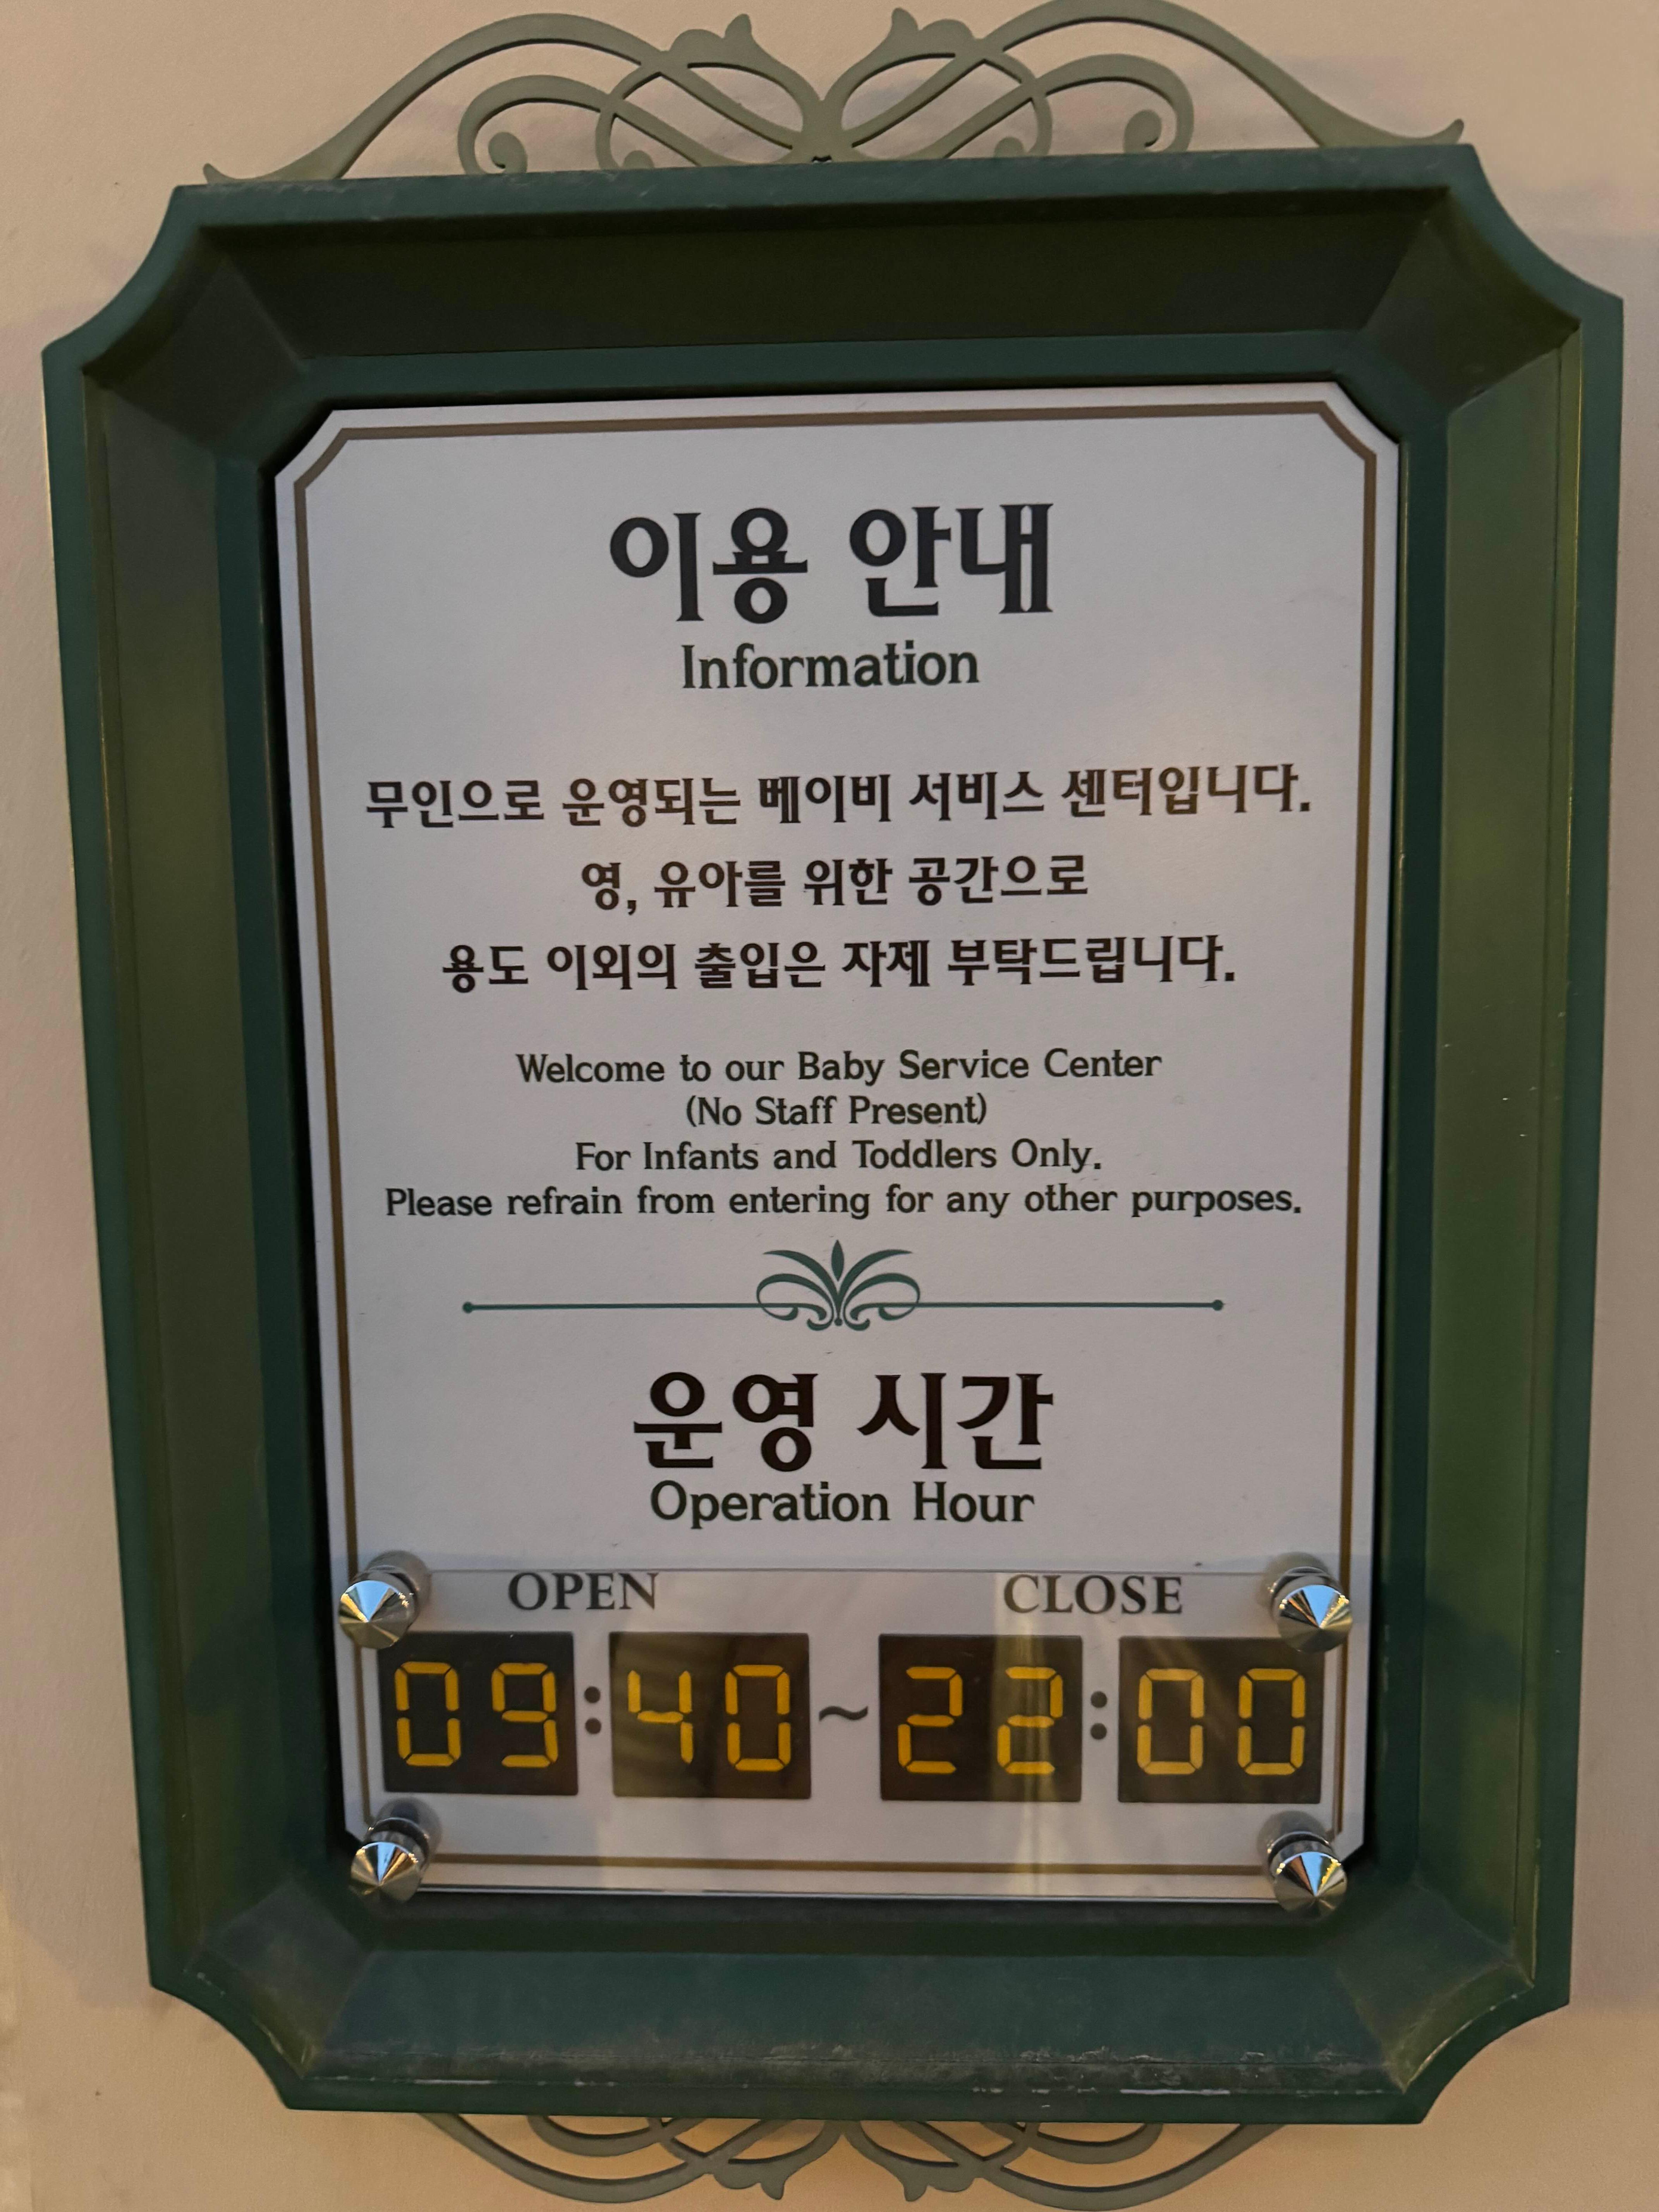 이용 안내
Information
무인으로 운영되는 베이비 서비스 센터입니다.
영, 유아를 위한 공간으로
용도 이외의 출입은 자제 부탁드립니다.
Welcome to our Baby Service Center
(No Staff Present)
For Infants and Toddlers Only.
Please refrain from entering for any other purposes.
운영 시간
Operation Hour
OPEN CLOSE
09:40 ~ 22:00